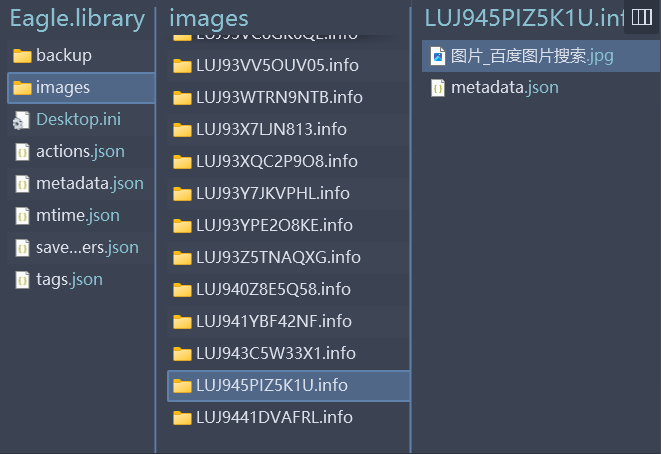 Eagle.library
backup
images
Desktop.ini
actions.json
metadata.json
mtime.json
save...ers.json
tags.json
images
LUJ93VV5OUV05.info
LUJ93WTRN9NTB.info
LUJ93X7LJN813.info
LUJ93XQC2P9O8.info
LUJ93Y7JKVPHL.info
LUJ93YPE2O8KE.info
LUJ93Z5TNAQXG.info
LUJ940Z8E5Q58.info
LUJ941YBF42NF.info
LUJ943C5W33X1.info
LUJ945PIZ5K1U.info
LUJ9441DVAFRL.info
LUJ945PIZ5K1U.inf
图片_百度图片搜索.jpg
metadata.json